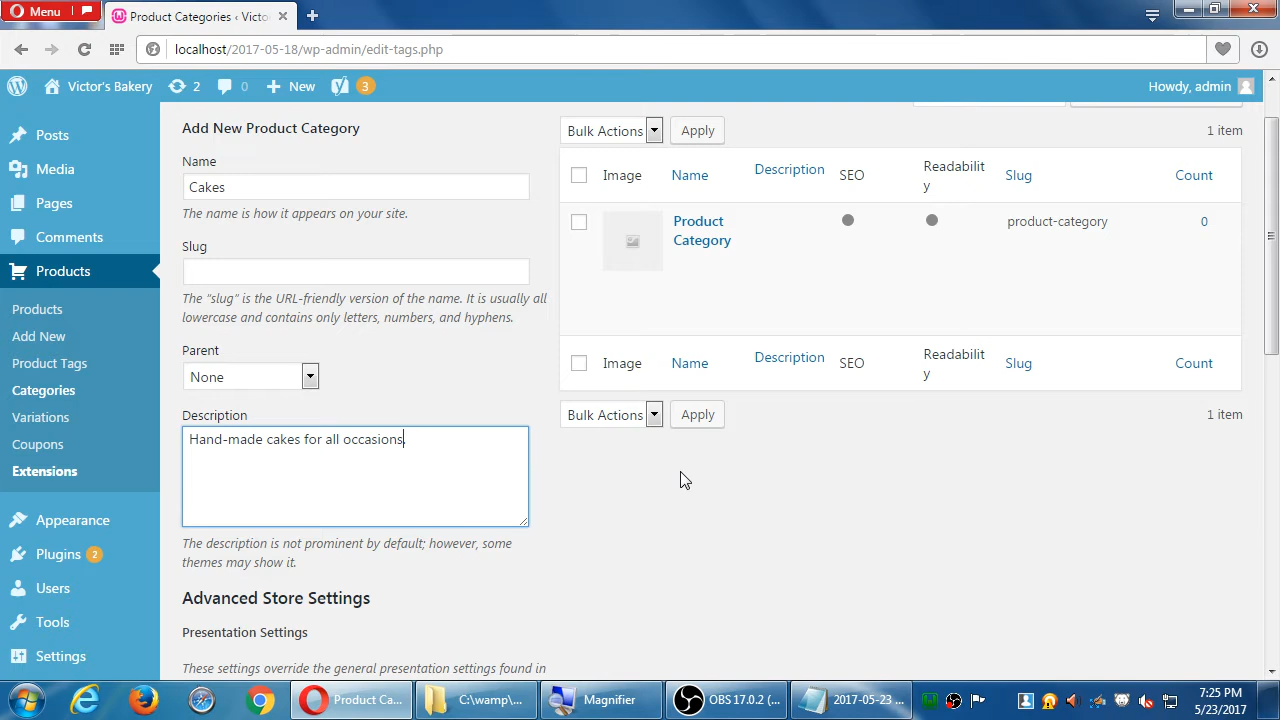 Menu
Product Categories ‹ Victo
localhost/2017-05-18/wp-admin/edit-tags.php
Victor's Bakery
2
0
New
3
Howdy, admin
Posts
Media
Pages
Comments
Products
Products
Add New
Product Tags
Categories
Variations
Coupons
Extensions
Appearance
Plugins 2
Users
Tools
Settings
Add New Product Category
Name
Cakes
The name is how it appears on your site.
Slug
The "slug" is the URL-friendly version of the name. It is usually all
lowercase and contains only letters, numbers, and hyphens.
Parent
None
Description
Hand-made cakes for all occasions.
The description is not prominent by default; however, some
themes may show it.
Advanced Store Settings
Presentation Settings
These settings override the general presentation settings found in
Bulk Actions
Apply
1 item
Image
Name
Description
SEO
Readabilit
y
Slug
Count
Product
Category
product-category
0
Image
Name
Description
SEO
Readabilit
y
Slug
Count
Bulk Actions
Apply
1 item
Product Ca...
C:\wamp\...
Magnifier
OBS 17.0.2 (...
2017-05-23 ...
7:25 PM
5/23/2017